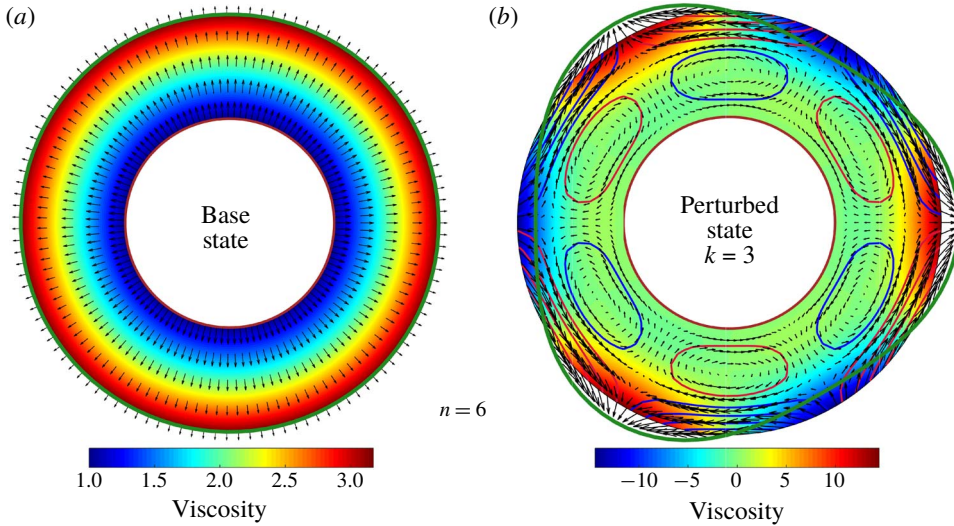 (a)
Base
state
1.0 1.5 2.0 2.5 3.0
Viscosity
n = 6
(b)
Perturbed
state
k = 3
−10 −5 0 5 10
Viscosity